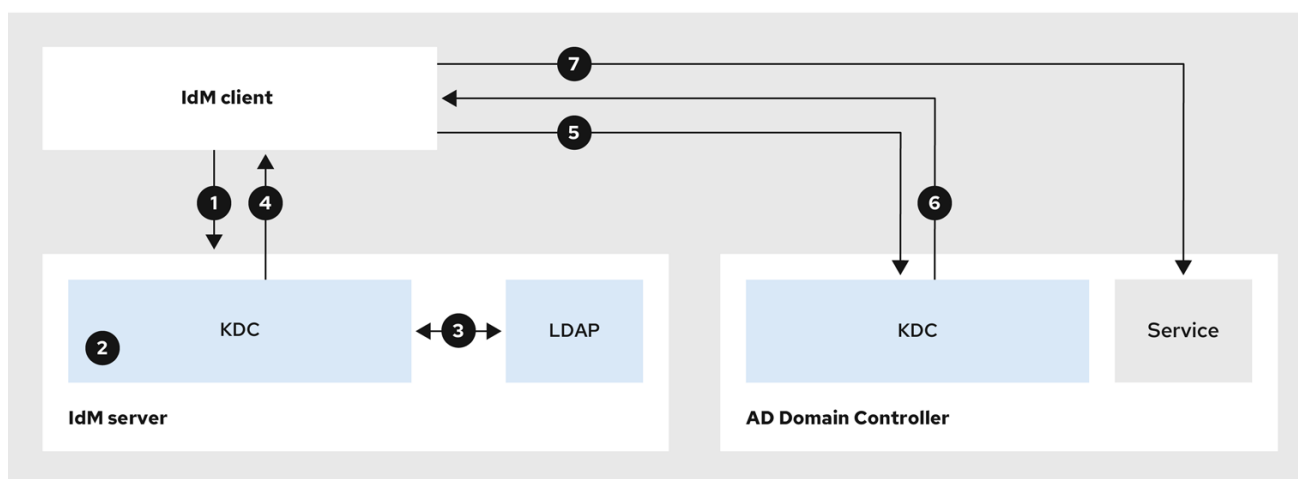 7
IdM client
5
1
4
6
KDC
3
LDAP
KDC
Service
2
IdM server
AD Domain Controller